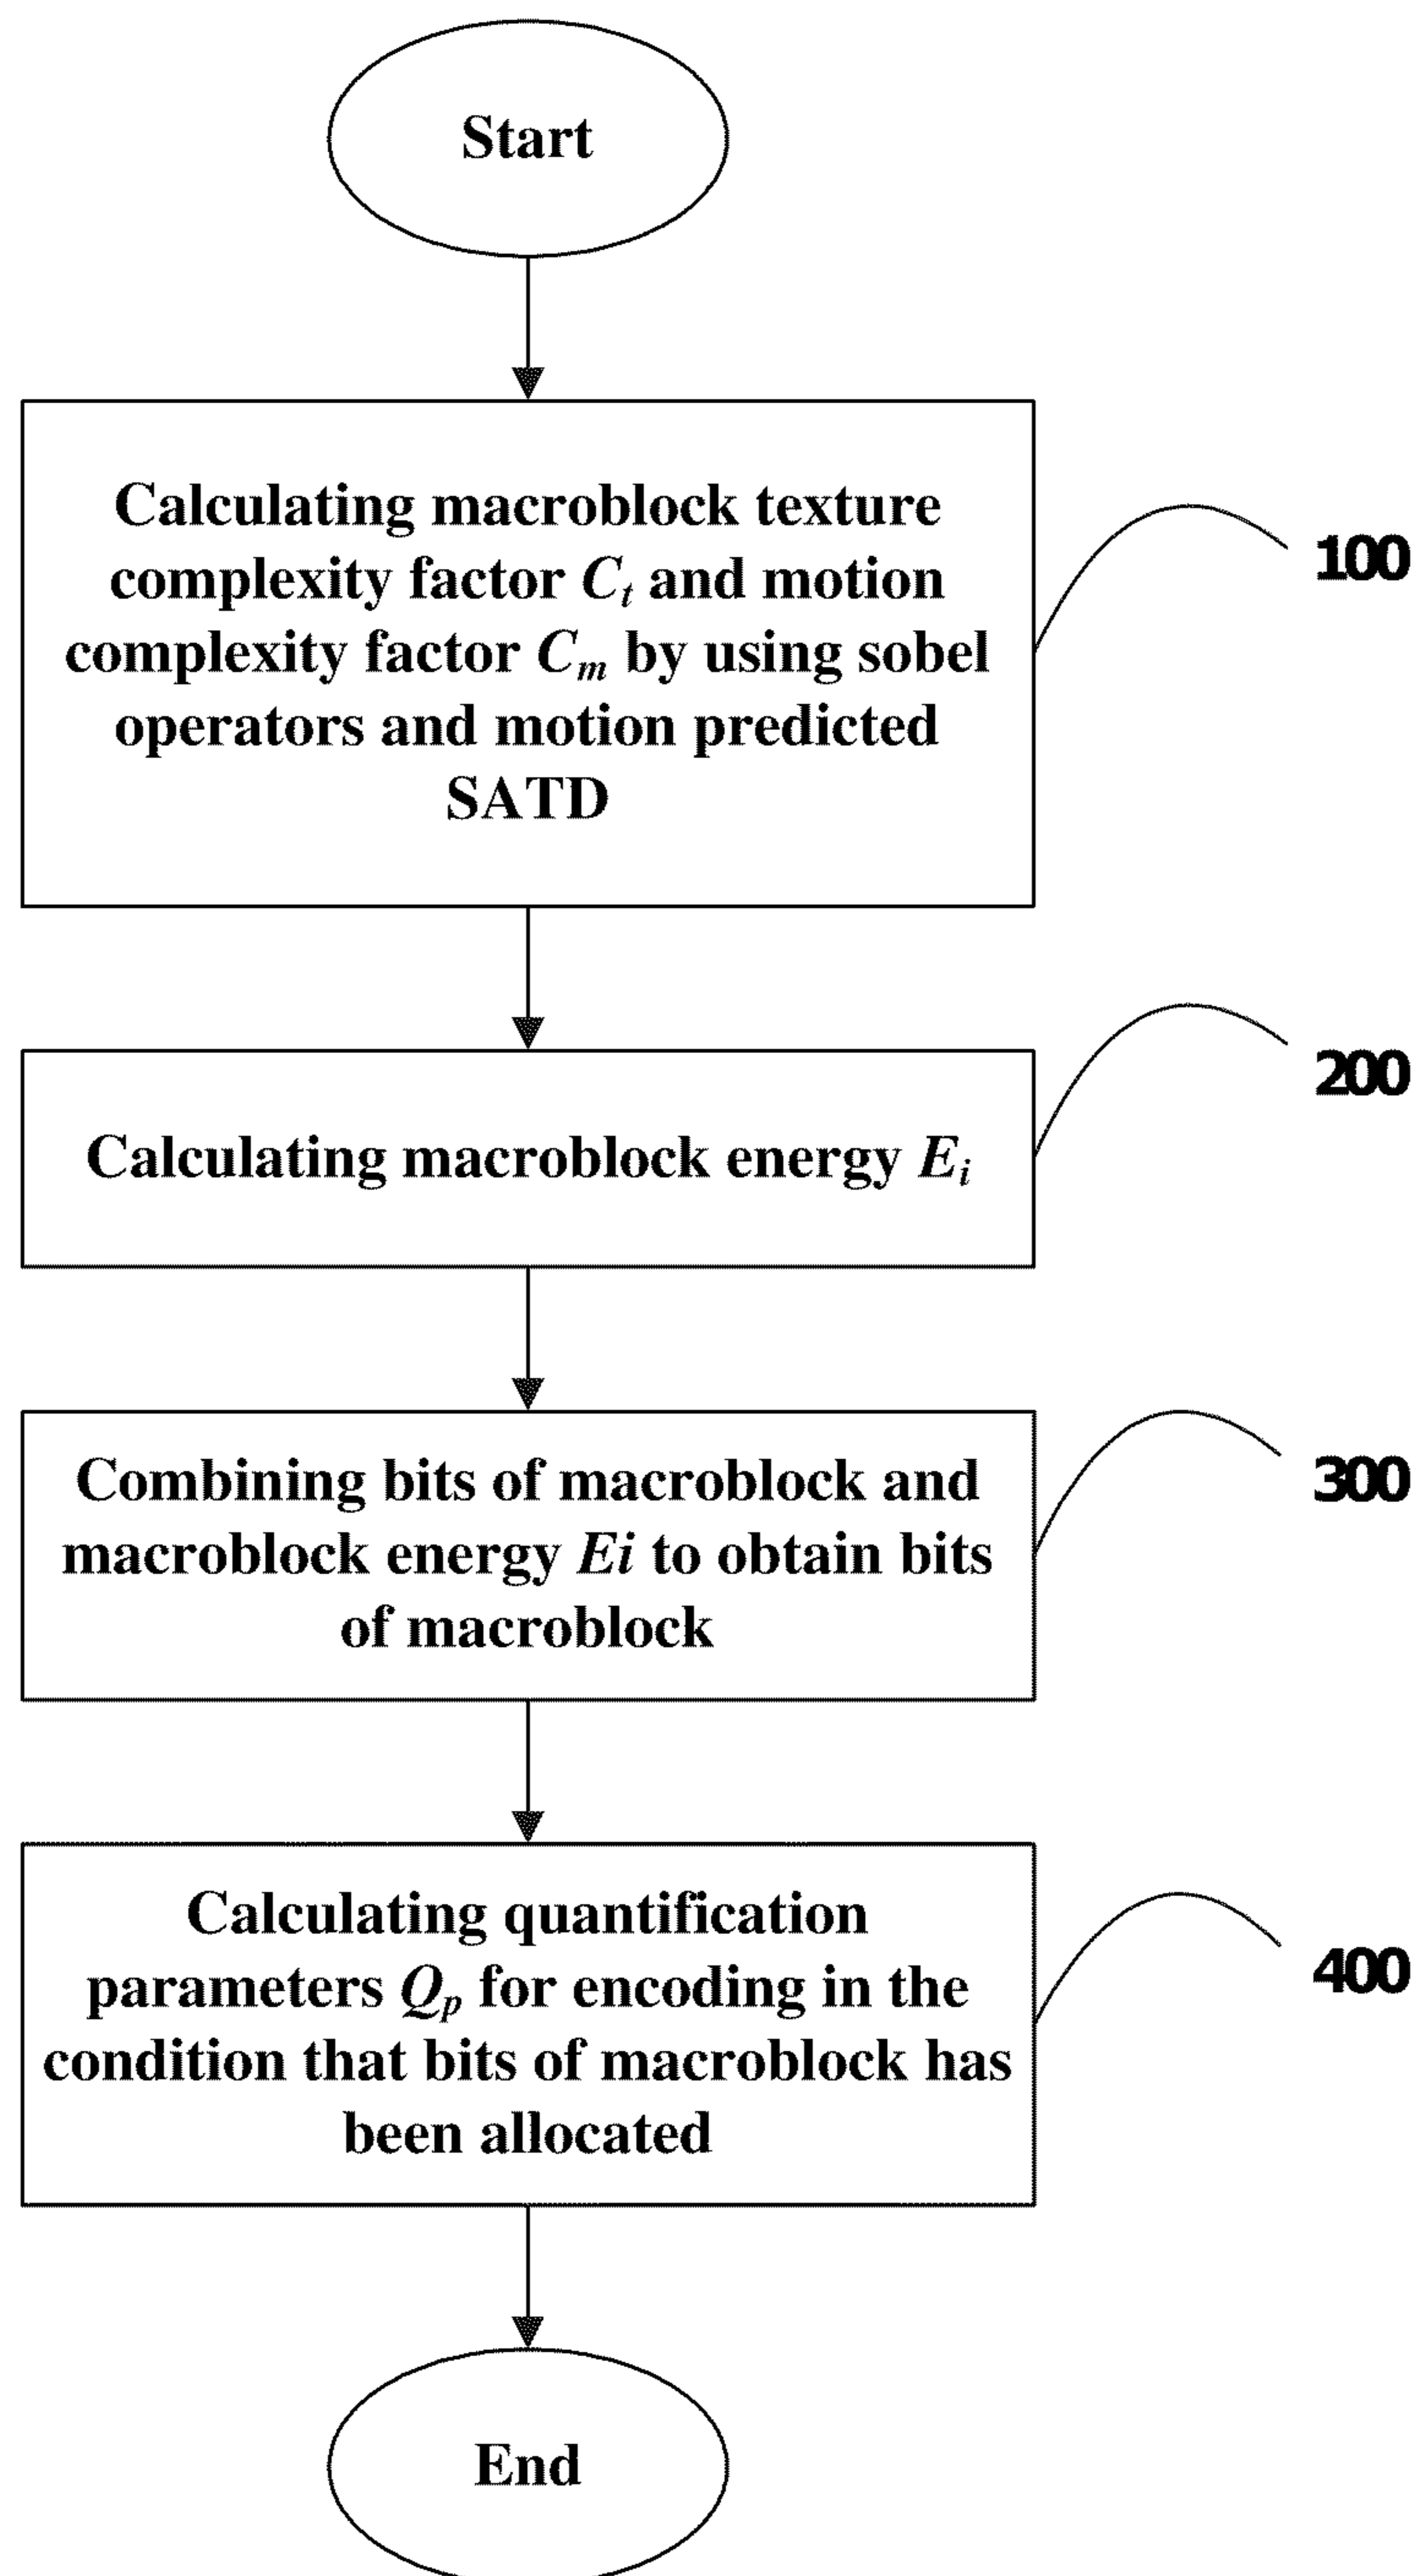 Start
Calculating macroblock texture
complexity factor Ct and motion
complexity factor Cm by using sobel
operators and motion predicted
SATD
100
Calculating macroblock energy Ei
200
Combining bits of macroblock and
macroblock energy Ei to obtain bits
of macroblock
300
Calculating quantification
parameters Qp for encoding in the
condition that bits of macroblock has
been allocated
400
End